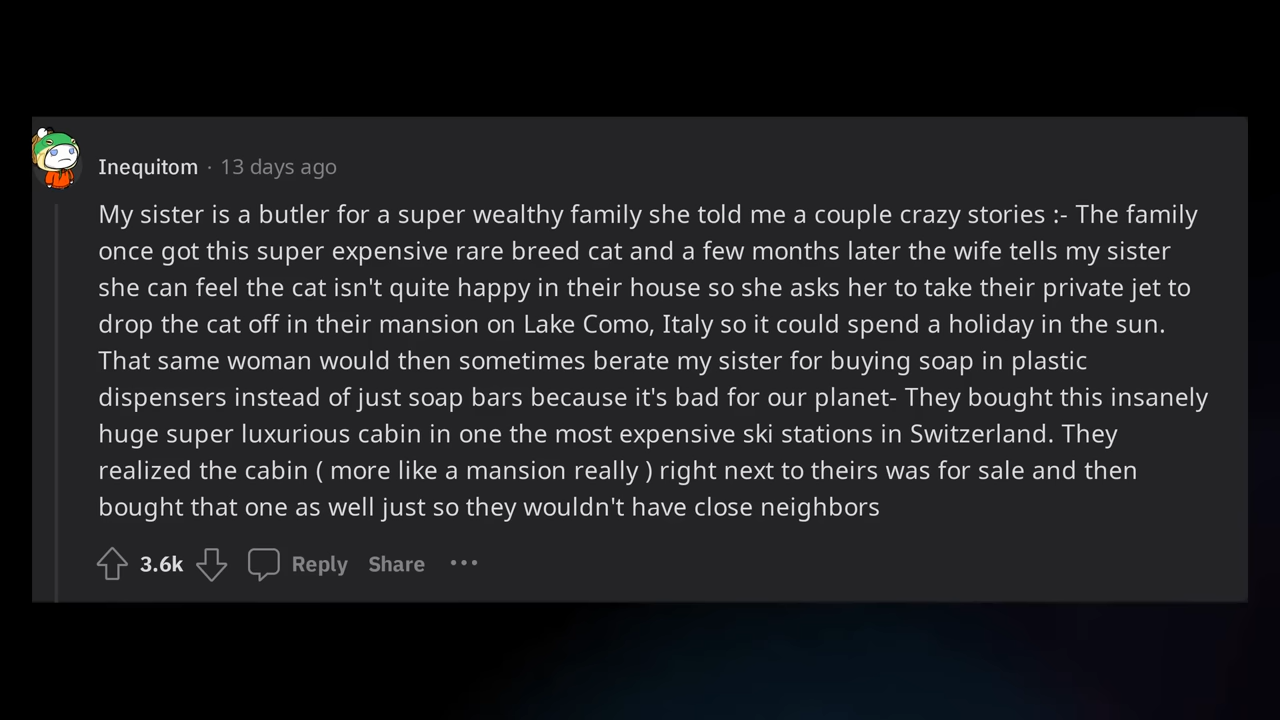 Inequitom · 13 days ago
My sister is a butler for a super wealthy family she told me a couple crazy stories :- The family
once got this super expensive rare breed cat and a few months later the wife tells my sister
she can feel the cat isn't quite happy in their house so she asks her to take their private jet to
drop the cat off in their mansion on Lake Como, Italy so it could spend a holiday in the sun.
That same woman would then sometimes berate my sister for buying soap in plastic
dispensers instead of just soap bars because it's bad for our planet- They bought this insanely
huge super luxurious cabin in one the most expensive ski stations in Switzerland. They
realized the cabin ( more like a mansion really ) right next to theirs was for sale and then
bought that one as well just so they wouldn't have close neighbors
3.6k Reply Share ···